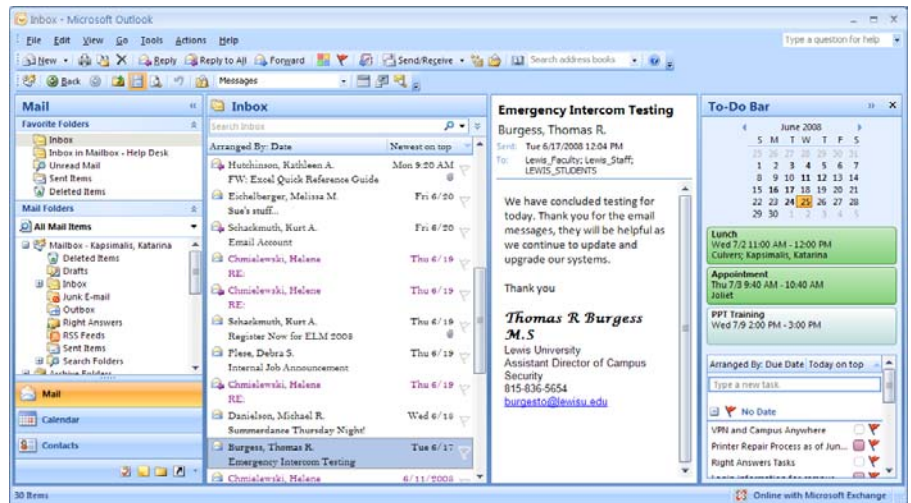 Inbox - Microsoft Outlook
File Edit View Go Tools Actions Help
Type a question for help
New Reply Reply to All Forward Send/Receive Search address books
Back Messages
Mail
Favorite Folders
Inbox
Inbox in Mailbox - Help Desk
Unread Mail
Sent Items
Deleted Items
Mail Folders
All Mail Items
Mailbox - Kapsimalis, Katarina
Deleted Items
Drafts
Inbox
Junk E-mail
Outbox
Right Answers
RSS Feeds
Sent Items
Search Folders
Archive Folders
Mail
Calendar
Contacts
Inbox
Search Inbox
Arranged By: Date Newest on top
Hutchinson, Kathleen A. Mon 9:20 AM
FW: Excel Quick Reference Guide
Eichelberger, Melissa M. Fri 6/20
Sue's stuff...
Schackmuth, Kurt A. Fri 6/20
Email Account
Chmielewski, Helene Thu 6/19
RE:
Chmielewski, Helene Thu 6/19
RE:
Schackmuth, Kurt A. Thu 6/19
Register Now for ELM 2008
Plese, Debra S. Thu 6/19
Internal Job Announcement
Chmielewski, Helene Thu 6/19
RE:
Danielson, Michael R. Wed 6/18
Summerdance Thursday Night!
Burgess, Thomas R. Tue 6/17
Emergency Intercom Testing
Chmielewski, Helene 6/11/2008
Emergency Intercom Testing
Burgess, Thomas R.
Sent: Tue 6/17/2008 12:04 PM
To: Lewis_Faculty; Lewis_Staff;
LEWIS_STUDENTS
We have concluded testing for
today. Thank you for the email
messages, they will be helpful as
we continue to update and
upgrade our systems.
Thank you
Thomas R Burgess
M.S
Lewis University
Assistant Director of Campus
Security
815-836-5654
burgesto@lewisu.edu
To-Do Bar
June 2008
S M T W T F S
25 26 27 28 29 30 31
1 2 3 4 5 6 7
8 9 10 11 12 13 14
15 16 17 18 19 20 21
22 23 24 25 26 27 28
29 30 1 2 3 4 5
Lunch
Wed 7/2 11:00 AM - 12:00 PM
Culvers; Kapsimalis, Katarina
Appointment
Thu 7/3 9:40 AM - 10:40 AM
Joliet
PPT Training
Wed 7/9 2:00 PM - 3:00 PM
Arranged By: Due Date Today on top
Type a new task
No Date
VPN and Campus Anywhere
Printer Repair Process as of Jun...
Right Answers Tasks
30 Items
Online with Microsoft Exchange